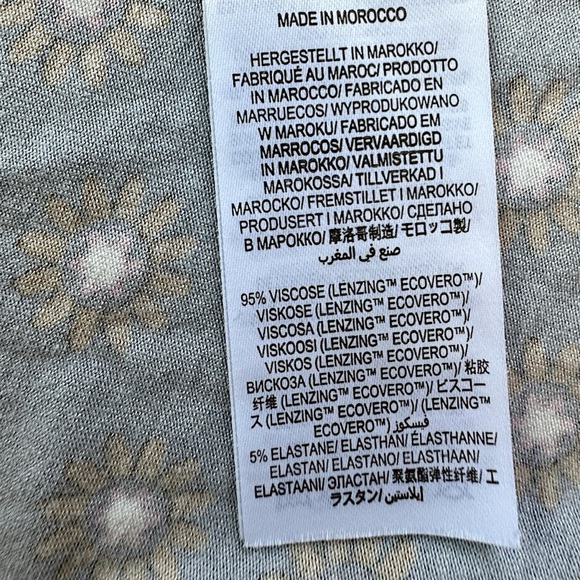 MADE IN MOROCCO
HERGESTELLT IN MAROKKO/
FABRIQUÉ AU MAROC/ PRODOTTO
IN MAROCCO/ FABRICADO EN
MARRUECOS/ WYPRODUKOWANO
W MAROKU/ FABRICADO EM
MARROCOS/ VERVAARDIGD
IN MAROKKO/ VALMISTETTU
MAROKOSSA/ TILLVERKAD I
MAROCKO/ FREMSTILLET I MAROKKO/
PRODUSERT I MAROKKO/ СДЕЛАНО
В МАРОККО/ 摩洛哥制造/ モロッコ製/
صنع في المغرب
95% VISCOSE (LENZING™ ECOVERO™)/
VISKOSE (LENZING™ ECOVERO™)/
VISCOSA (LENZING™ ECOVERO™)/
VISKOOSI (LENZING™ ECOVERO™)/
VISKOS (LENZING™ ECOVERO™)/
ВИСКОЗА (LENZING™ ECOVERO™)/ 粘胶
纤维 (LENZING™ ECOVERO™)/ ビスコー
ス (LENZING™ ECOVERO™)/ (LENZING™
ECOVERO™) فيسكوز
5% ELASTANE/ ELASTHAN/ ÉLASTHANNE/
ELASTAN/ ELASTANO/ ELASTHAAN/
ELASTAANI/ ЭЛАСТАН/ 聚氨酯弹性纤维/ エ
ラスタン/ إيلاستين